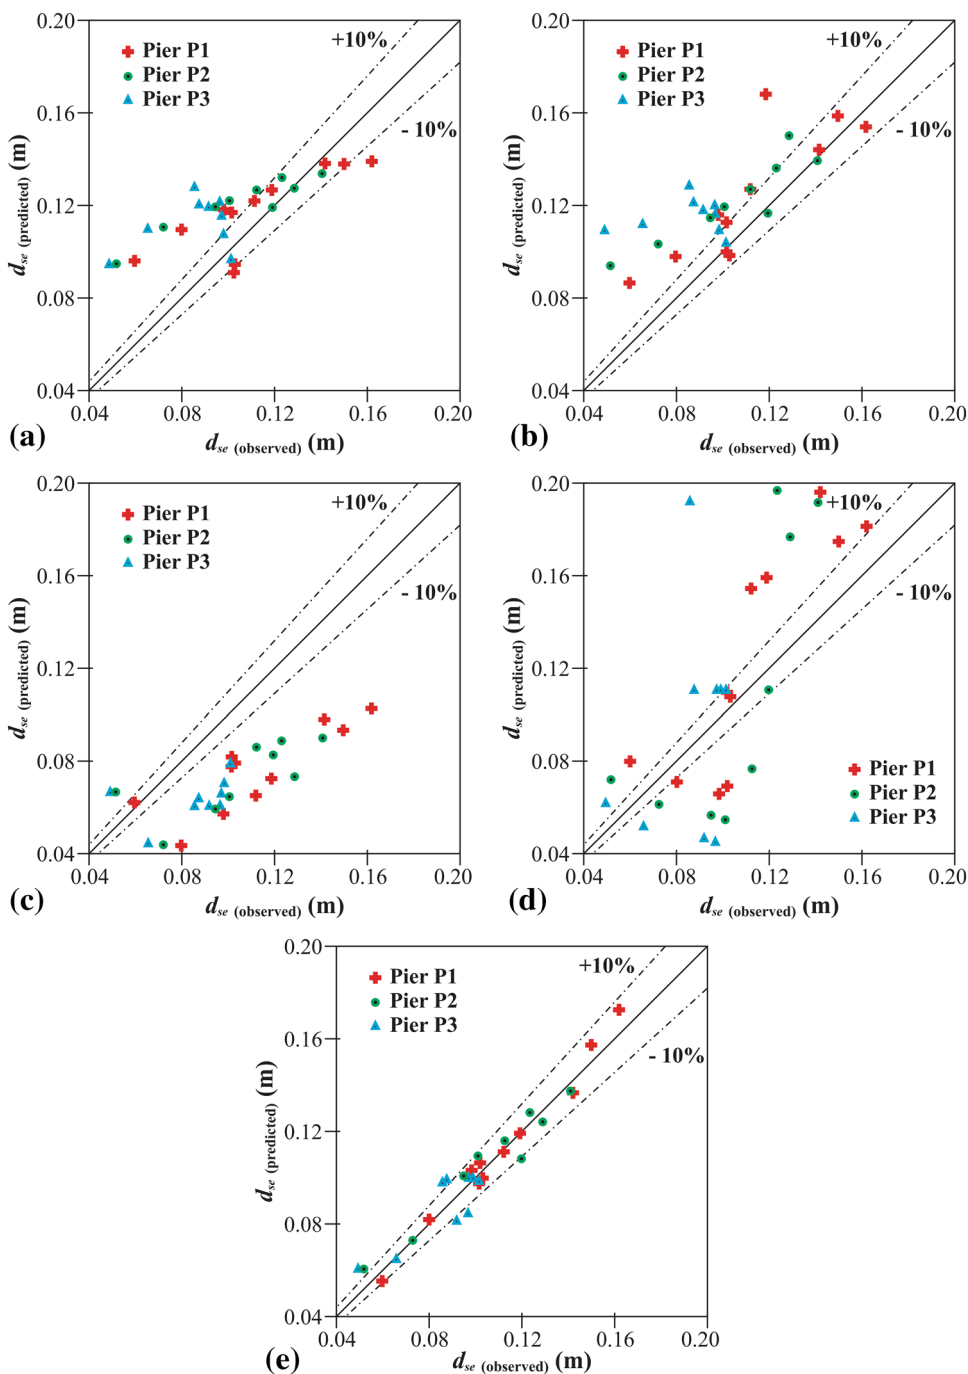 0.20
0.16
0.12
0.08
0.04
0.04 0.08 0.12 0.16 0.20
Pier P1
Pier P2
Pier P3
+10%
- 10%
dse (predicted) (m)
dse (observed) (m)
(a)
0.20
0.16
0.12
0.08
0.04
0.04 0.08 0.12 0.16 0.20
Pier P1
Pier P2
Pier P3
+10%
- 10%
dse (predicted) (m)
dse (observed) (m)
(b)
0.20
0.16
0.12
0.08
0.04
0.04 0.08 0.12 0.16 0.20
Pier P1
Pier P2
Pier P3
+10%
- 10%
dse (predicted) (m)
dse (observed) (m)
(c)
0.20
0.16
0.12
0.08
0.04
0.04 0.08 0.12 0.16 0.20
+10%
- 10%
Pier P1
Pier P2
Pier P3
dse (predicted) (m)
dse (observed) (m)
(d)
0.20
0.16
0.12
0.08
0.04
0.04 0.08 0.12 0.16 0.20
Pier P1
Pier P2
Pier P3
+10%
- 10%
dse (predicted) (m)
dse (observed) (m)
(e)